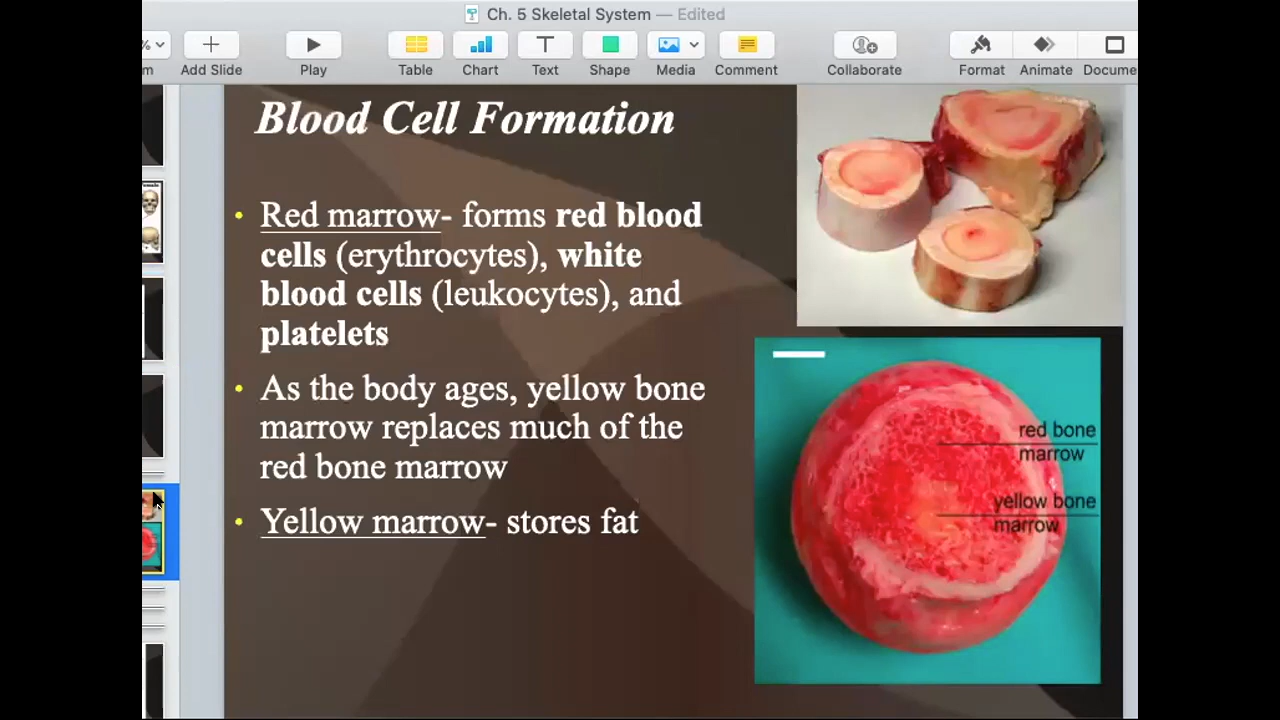 Ch. 5 Skeletal System — Edited
% 
m
Add Slide
Play
Table
Chart
Text
Shape
Media
Comment
Collaborate
Format
Animate
Docume
Blood Cell Formation
• Red marrow- forms red blood
cells (erythrocytes), white
blood cells (leukocytes), and
platelets
• As the body ages, yellow bone
marrow replaces much of the
red bone marrow
• Yellow marrow- stores fat
red bone
marrow
yellow bone
marrow